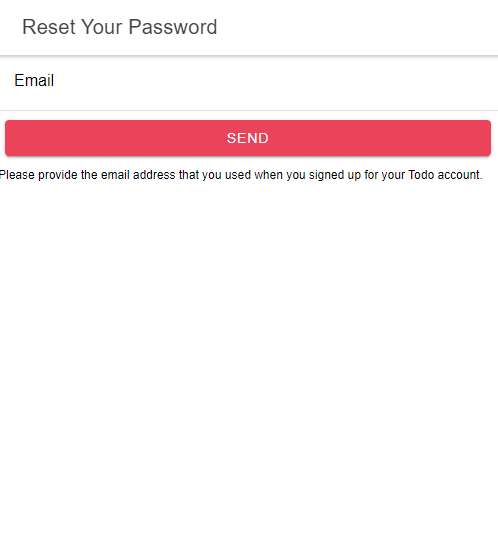 Reset Your Password
Email
SEND
Please provide the email address that you used when you signed up for your Todo account.